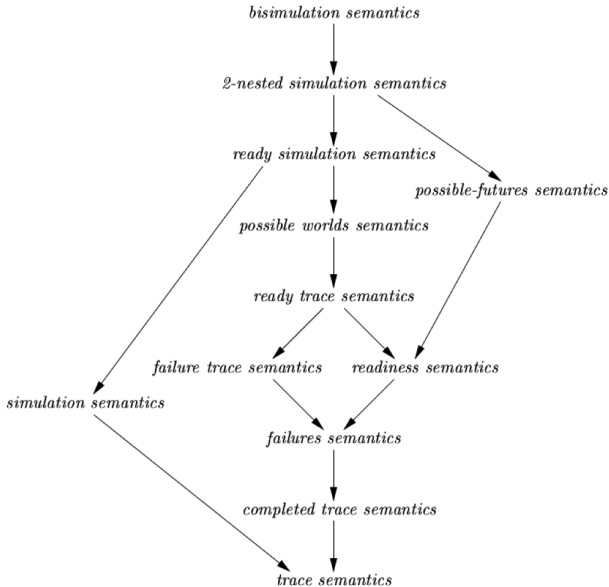 bisimulation semantics
2-nested simulation semantics
ready simulation semantics
possible-futures semantics
possible worlds semantics
ready trace semantics
failure trace semantics
readiness semantics
simulation semantics
failures semantics
completed trace semantics
trace semantics